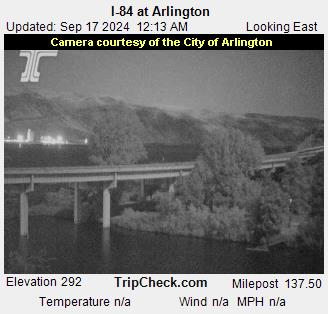 I-84 at Arlington
Updated: Sep 17 2024 12:13 AM Looking East
Camera courtesy of the City of Arlington
Elevation 292 TripCheck.com Milepost 137.50
Temperature n/a Wind n/a MPH n/a